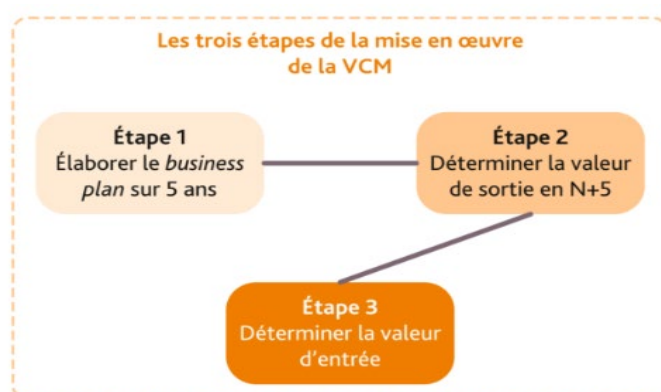 Les trois étapes de la mise en œuvre
de la VCM
Étape 1
Élaborer le business
plan sur 5 ans
Étape 2
Déterminer la valeur
de sortie en N+5
Étape 3
Déterminer la valeur
d'entrée